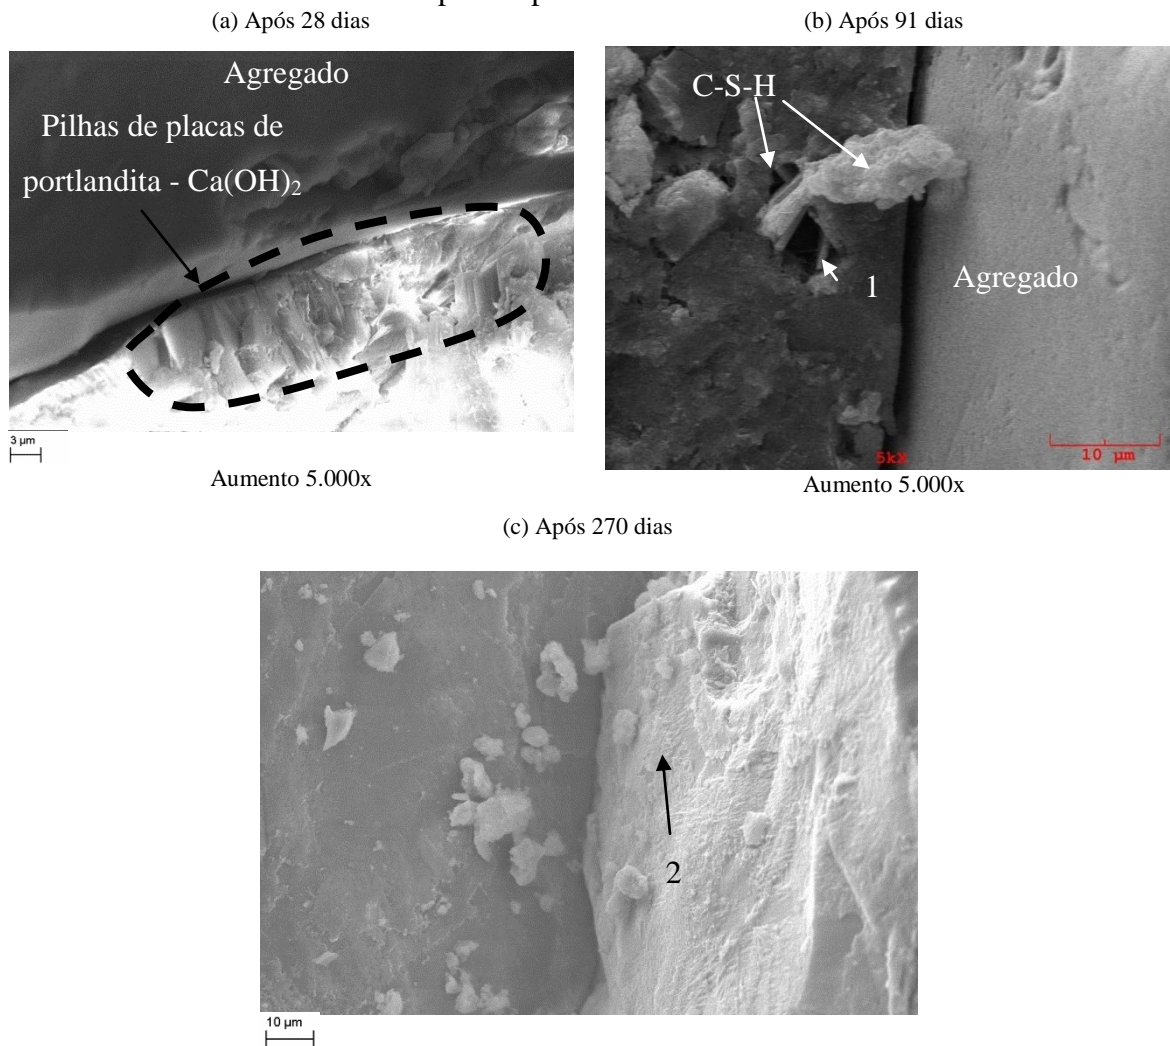 (a) Após 28 dias
Agregado
Pilhas de placas de
portlandita - Ca(OH)₂
3 µm
Aumento 5.000x
(b) Após 91 dias
C-S-H
1
Agregado
5kX
10 µm
Aumento 5.000x
(c) Após 270 dias
2
10 µm